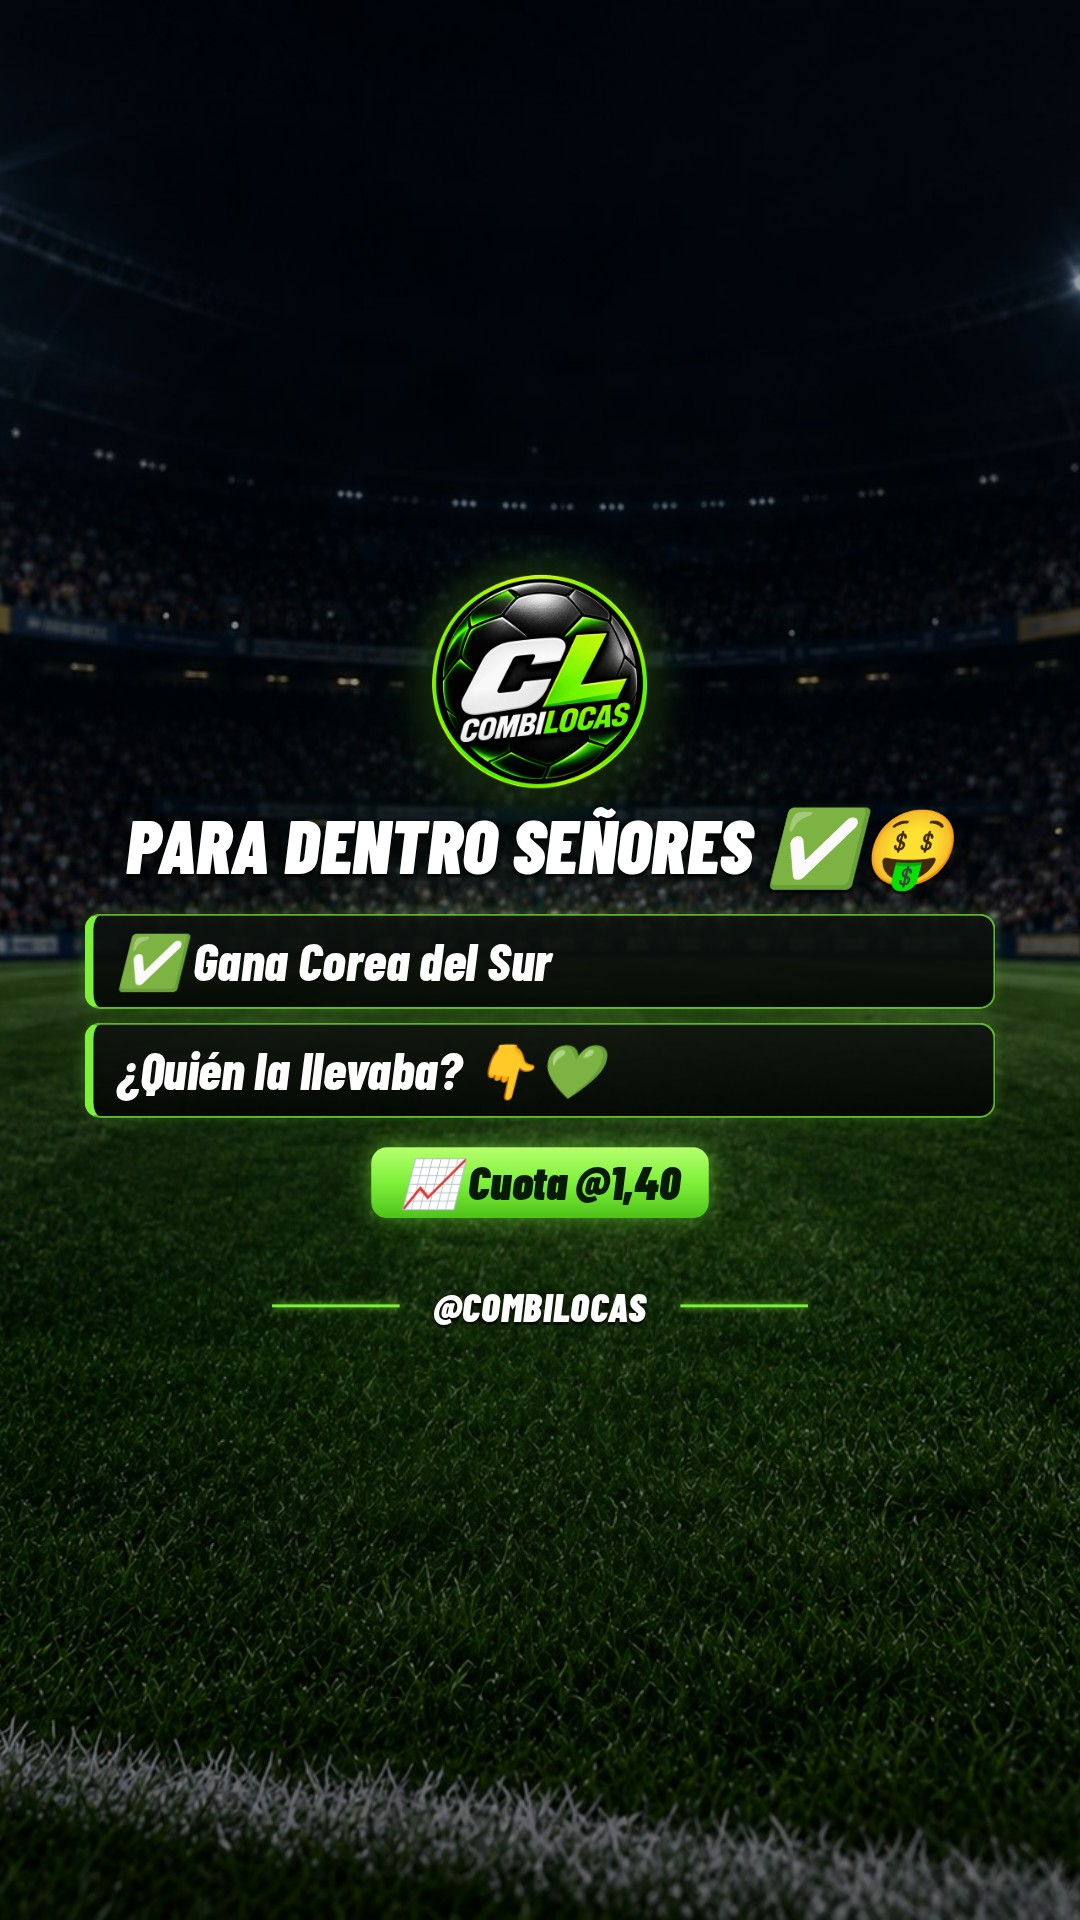 CL
COMBILOCAS
PARA DENTRO SEÑORES ✅🤑
✅ Gana Corea del Sur
¿Quién la llevaba? 👇💚
📈 Cuota @1,40
@COMBILOCAS